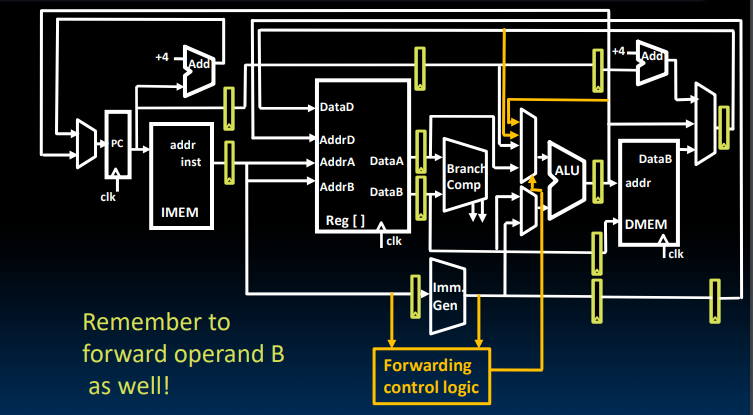 +4
Add
+4
Add
DataD
AddrD
AddrA
DataA
AddrB
DataB
Reg [ ]
clk
PC
clk
addr
inst
IMEM
Branch
Comp
ALU
DataB
addr
DMEM
clk
Imm.
Gen
Remember to
forward operand B
as well!
Forwarding
control logic